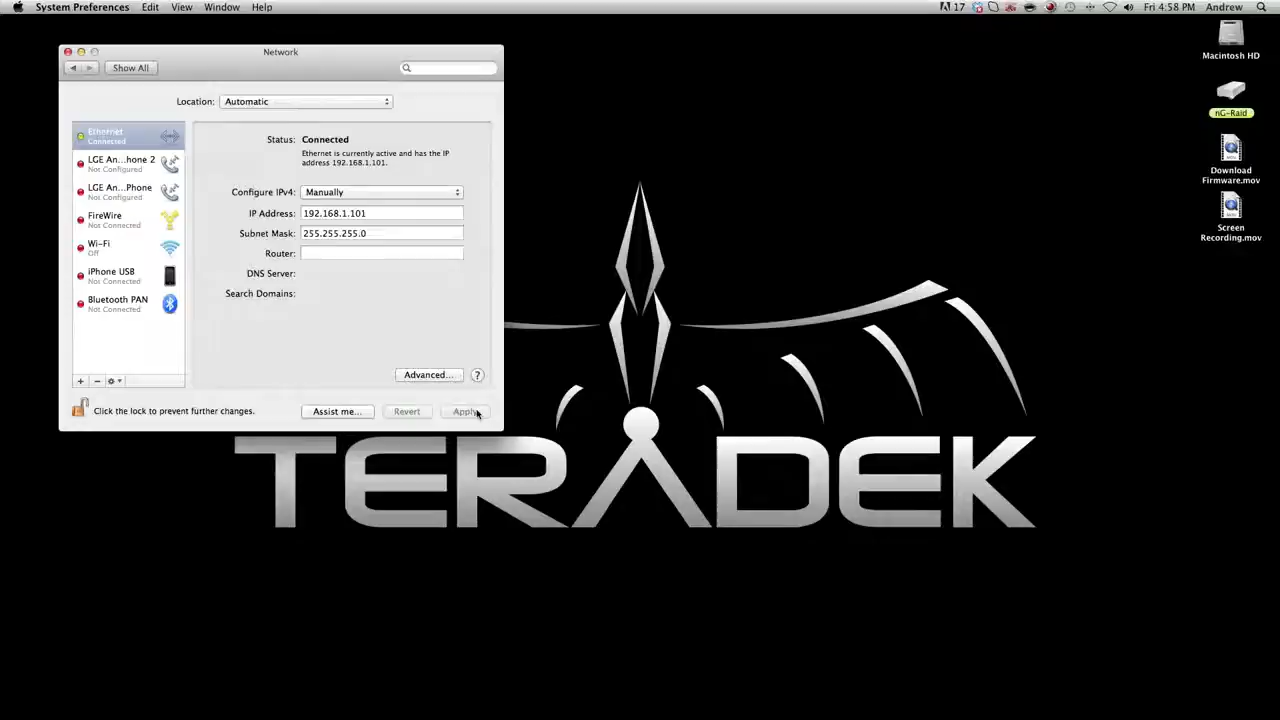 System Preferences Edit View Window Help
17 Fri 4:58 PM Andrew
Network
Show All
Location: Automatic
Ethernet
Connected
LGE An...hone 2
Not Configured
LGE An...Phone
Not Configured
FireWire
Not Connected
Wi-Fi
Off
iPhone USB
Not Connected
Bluetooth PAN
Not Connected
Status: Connected
Ethernet is currently active and has the IP
address 192.168.1.101.
Configure IPv4: Manually
IP Address: 192.168.1.101
Subnet Mask: 255.255.255.0
Router:
DNS Server:
Search Domains:
Advanced... ?
Click the lock to prevent further changes.
Assist me... Revert Apply
Macintosh HD
nG-Raid
Download
Firmware.mov
Screen
Recording.mov
TERADEK